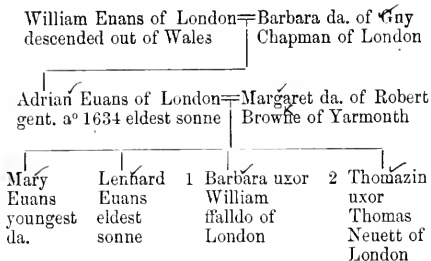 William Euans of London=Barbara da. of Guy
descended out of Wales Chapman of London
Adrian Euans of London=Margaret da. of Robert
gent. aº 1634 eldest sonne Browne of Yarmouth
Mary Lenhard 1 Barbara uxor 2 Thomazin
Euans Euans William uxor
youngest eldest ffalldo of Thomas
da. sonne London Neuett of
London